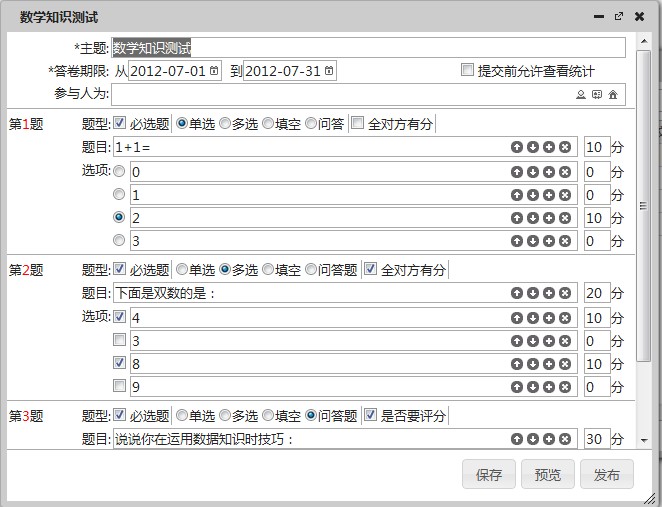 数学知识测试
*主题: 数学知识测试
*答卷期限: 从 2012-07-01 到 2012-07-31 提交前允许查看统计
参与人为:
第1题 题型: 必选题 单选 多选 填空 问答 全对方有分
题目: 1+1= 10 分
选项: 0 0 分
1 0 分
2 10 分
3 0 分
第2题 题型: 必选题 单选 多选 填空 问答题 全对方有分
题目: 下面是双数的是： 20 分
选项: 4 10 分
3 0 分
8 10 分
9 0 分
第3题 题型: 必选题 单选 多选 填空 问答题 是否要评分
题目: 说说你在运用数据知识时技巧： 30 分
保存 预览 发布